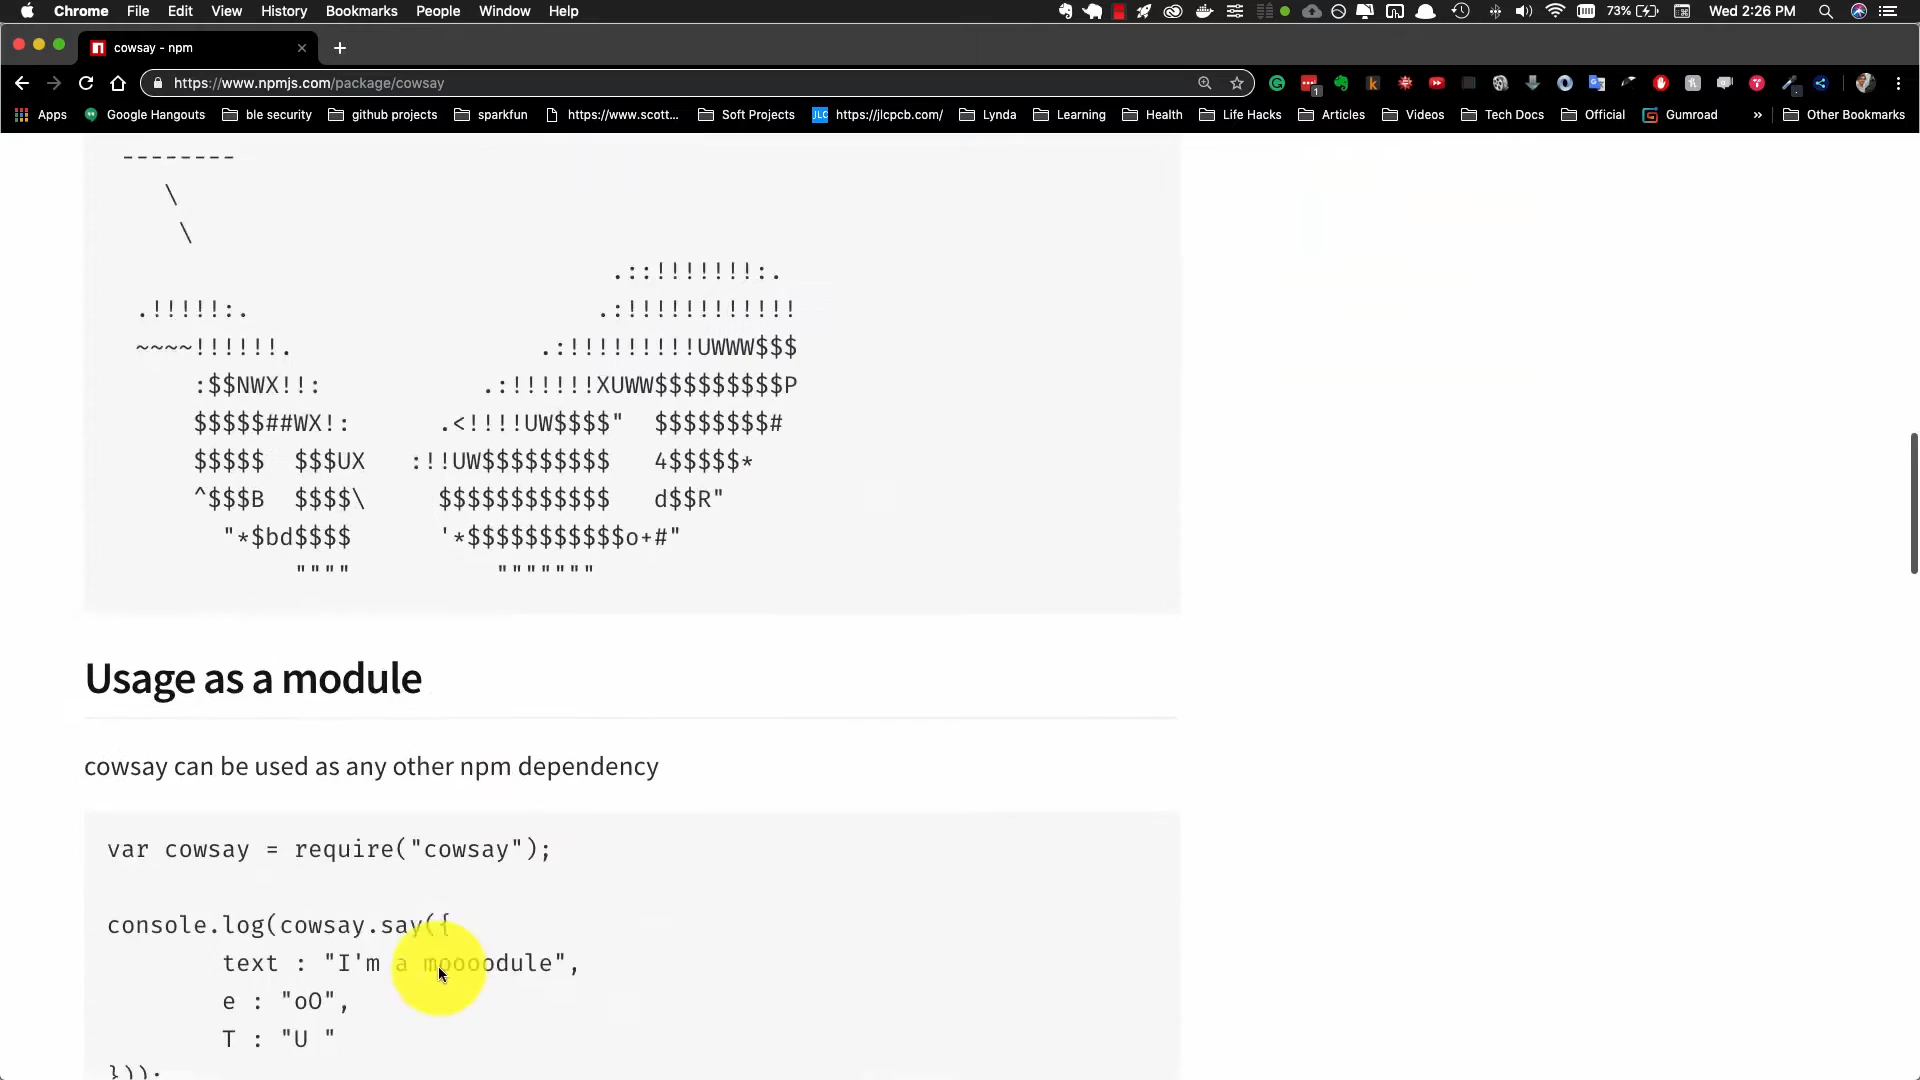 Chrome File Edit View History Bookmarks People Window Help 73% Wed 2:26 PM
cowsay - npm
https://www.npmjs.com/package/cowsay
Apps Google Hangouts ble security github projects sparkfun https://www.scott... Soft Projects JLC https://jlcpcb.com/ Lynda Learning Health Life Hacks Articles Videos Tech Docs Official Gumroad » Other Bookmarks
--------
    \
     \
                                  .::!!!!!!!:.
  .!!!!!:.                        .:!!!!!!!!!!!!
  ~~~~!!!!!!.                 .:!!!!!!!!!UWWW$$$
      :$$NWX!!:           .:!!!!!!XUWW$$$$$$$$$P
      $$$$$##WX!:      .<!!!!UW$$$$"  $$$$$$$$#
      $$$$$  $$$UX   :!!UW$$$$$$$$$   4$$$$$*
      ^$$$B  $$$$\     $$$$$$$$$$$$   d$$R"
        "*$bd$$$$      '*$$$$$$$$$$$o+#"
             """"          """""""
Usage as a module
cowsay can be used as any other npm dependency
var cowsay = require("cowsay");
console.log(cowsay.say({
        text : "I'm a moooodule",
        e : "oO",
        T : "U "
}));